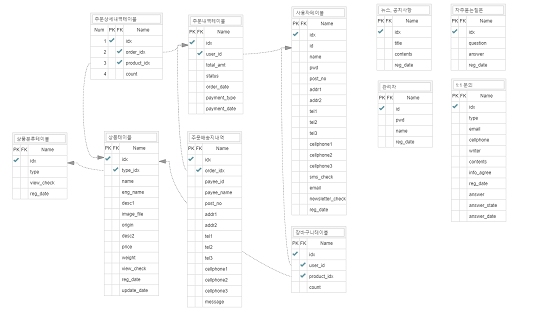 주문상세내역테이블
Num PK FK Name
1 idx
2 order_idx
3 product_idx
4 count
주문내역테이블
PK FK Name
idx
user_id
total_amt
status
order_date
payment_type
payment_date
사용자테이블
PK FK Name
idx
id
name
pwd
post_no
addr1
addr2
tel1
tel2
tel3
cellphone1
cellphone2
cellphone3
sms_check
email
newsletter_check
reg_date
뉴스, 공지사항
PK FK Name
idx
title
contents
reg_date
자주묻는질문
PK FK Name
idx
question
answer
reg_date
관리자
PK FK Name
id
pwd
name
reg_date
1:1 문의
PK FK Name
idx
type
email
cellphone
writer
contents
info_agree
reg_date
answer
answer_state
answer_date
상품분류테이블
PK FK Name
idx
type
view_check
reg_date
상품테이블
PK FK Name
idx
type_idx
name
eng_name
desc1
image_file
origin
desc2
price
weight
view_check
reg_date
update_date
주문배송지내역
PK FK Name
idx
order_idx
payee_id
payee_name
post_no
addr1
addr2
tel1
tel2
tel3
cellphone1
cellphone2
cellphone3
message
장바구니테이블
PK FK Name
idx
user_id
product_idx
count